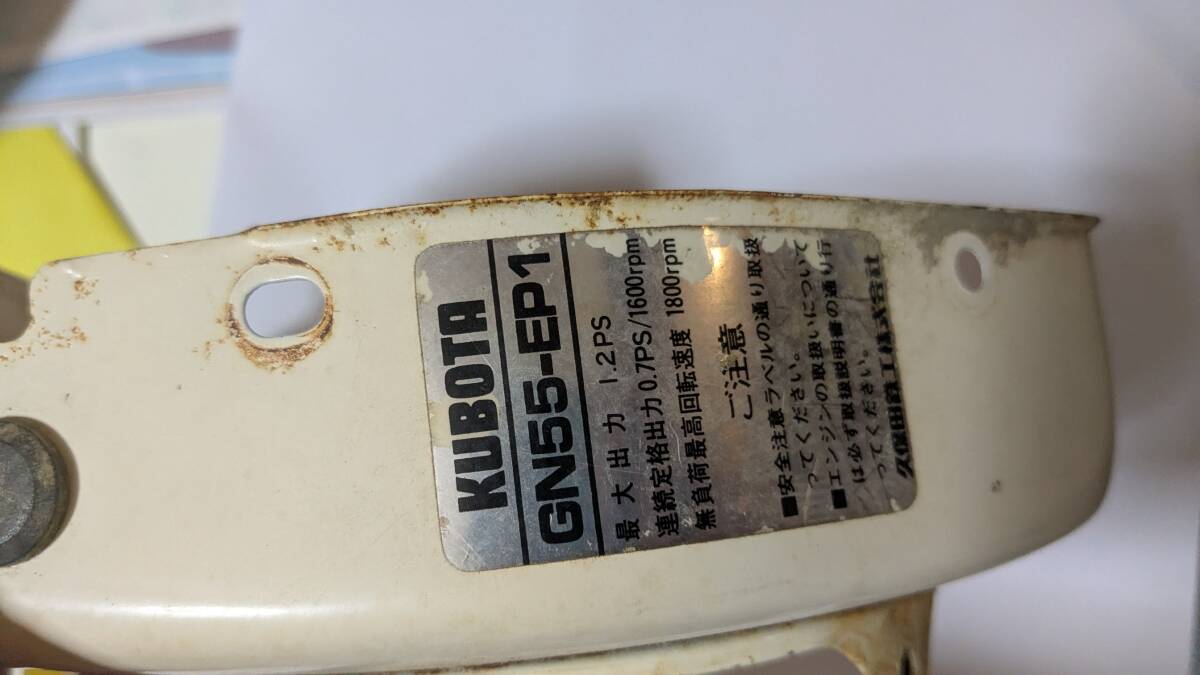 KUBOTA
GN55-EP1
最大出力 1.2PS
連続定格出力 0.7PS/1600rpm
無負荷最高回転速度 1800rpm
ご注意
■安全注意ラベルの通り取扱
ってください。
■エンジンの取扱いについて
は必ず取扱説明書の通り行
ってください。
久保田鉄工株式会社